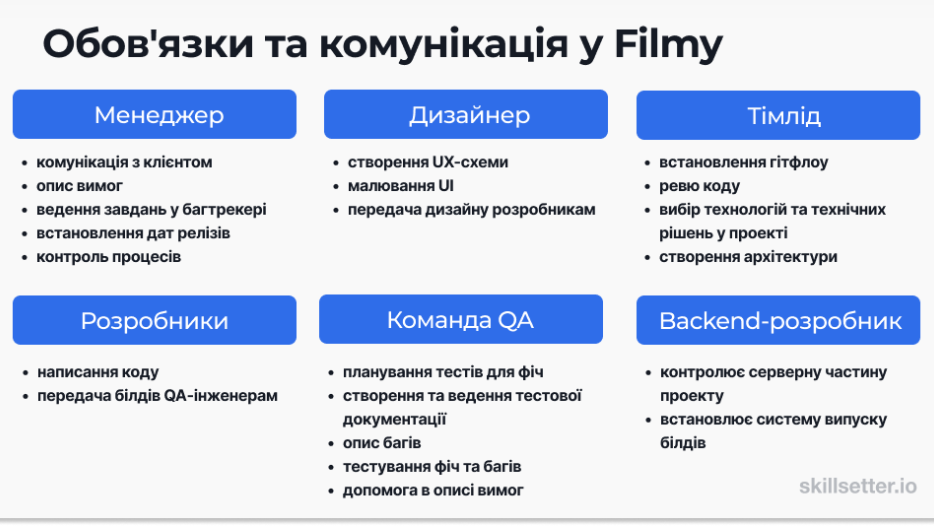 Обов'язки та комунікація у Filmy
Менеджер
• комунікація з клієнтом
• опис вимог
• ведення завдань у багтрекері
• встановлення дат релізів
• контроль процесів
Дизайнер
• створення UX-схеми
• малювання UI
• передача дизайну розробникам
Тімлід
• встановлення гітфлоу
• ревю коду
• вибір технологій та технічних
рішень у проекті
• створення архітектури
Розробники
• написання коду
• передача білдів QA-інженерам
Команда QA
• планування тестів для фіч
• створення та ведення тестової
документації
• опис багів
• тестування фіч та багів
• допомога в описі вимог
Backend-розробник
• контролює серверну частину
проекту
• встановлює систему випуску
білдів
skillsetter.io